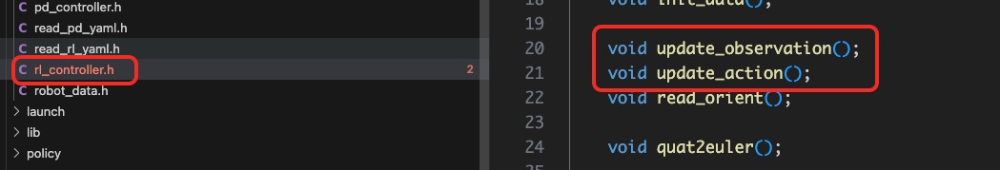 C pd_controller.h
C read_pd_yaml.h
C read_rl_yaml.h
C rl_controller.h 2
C robot_data.h
> launch
> lib
> policy
18 void init_data();
19
20 void update_observation();
21 void update_action();
22 void read_orient();
23
24 void quat2euler();
25